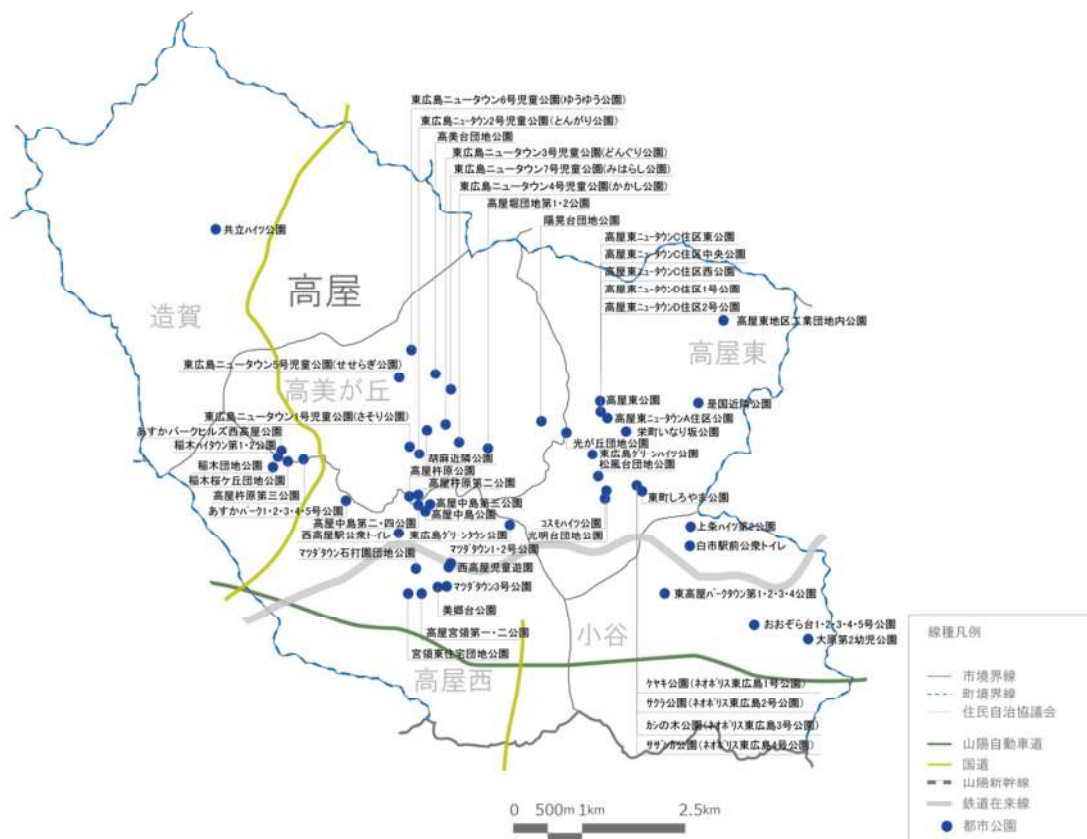 東広島ニュータウン6号児童公園(ゆうゆう公園)
東広島ニュータウン2号児童公園(とんがり公園)
高美台団地公園
東広島ニュータウン3号児童公園(どんぐり公園)
東広島ニュータウン7号児童公園(みはらし公園)
東広島ニュータウン4号児童公園(かかし公園)
高屋堀団地第1・2公園
陽晃台団地公園
共立ハイツ公園
高屋東ニュータウンC住区東公園
高屋東ニュータウンC住区中央公園
高屋東ニュータウンC住区西公園
高屋東ニュータウンD住区1号公園
高屋東ニュータウンD住区2号公園
高屋
造賀
高屋東地区工業団地内公園
高屋東
東広島ニュータウン5号児童公園(せせらぎ公園)
高美が丘
東広島ニュータウン1号児童公園(さそり公園)
高屋東公園
是国近隣公園
高屋東ニュータウンA住区公園
あすかパークヒルズ西高屋公園
栄町いなり坂公園
稲木ハイタウン第1・2公園
光が丘団地公園
胡麻近隣公園
東広島グリーンハイツ公園
稲木団地公園
高屋杵原公園
松風台団地公園
稲木桜ケ丘団地公園
高屋杵原第二公園
高屋杵原第三公園
東町しろやま公園
高屋中島第三公園
あすかパーク1・2・3・4・5号公園
高屋中島公園
高屋中島第二・四公園
コスモハイツ公園
上条ハイツ第2公園
西高屋駅公衆トイレ
東広島グリーンタウン公園
光明台団地公園
白市駅前公衆トイレ
マツダタウン石打園団地公園
マツダタウン1・2号公園
西高屋児童遊園
マツダタウン3号公園
東高屋パークタウン第1・2・3・4公園
美郷台公園
おおぞら台1・2・3・4・5号公園
高屋宮領第一・二公園
小谷
大原第2幼児公園
宮領東住宅団地公園
高屋西
ケヤキ公園(ネオポリス東広島1号公園)
サクラ公園(ネオポリス東広島2号公園)
カシの木公園(ネオポリス東広島3号公園)
サザンカ公園(ネオポリス東広島4号公園)
線種凡例
市境界線
町境界線
住民自治協議会
山陽自動車道
国道
山陽新幹線
鉄道在来線
都市公園
0 500m 1km 2.5km